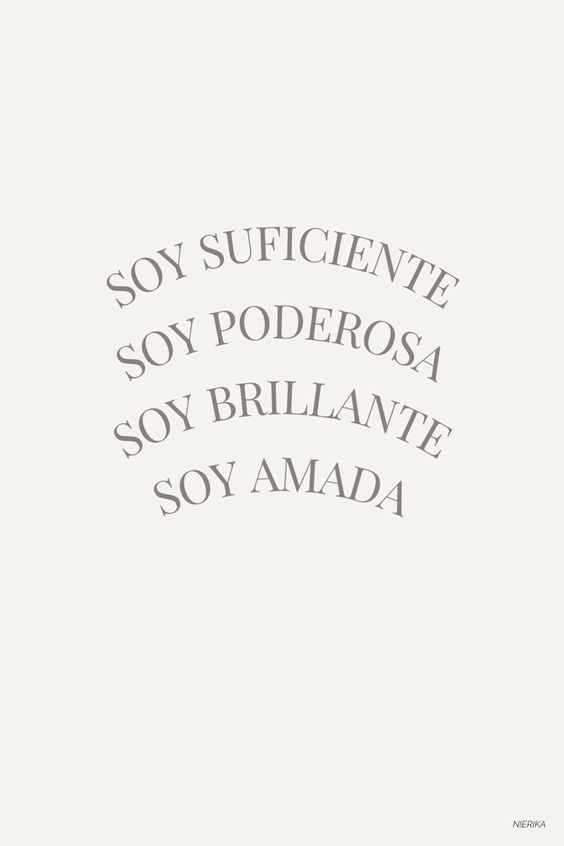 SOY SUFICIENTE
SOY PODEROSA
SOY BRILLANTE
SOY AMADA
NIERIKA